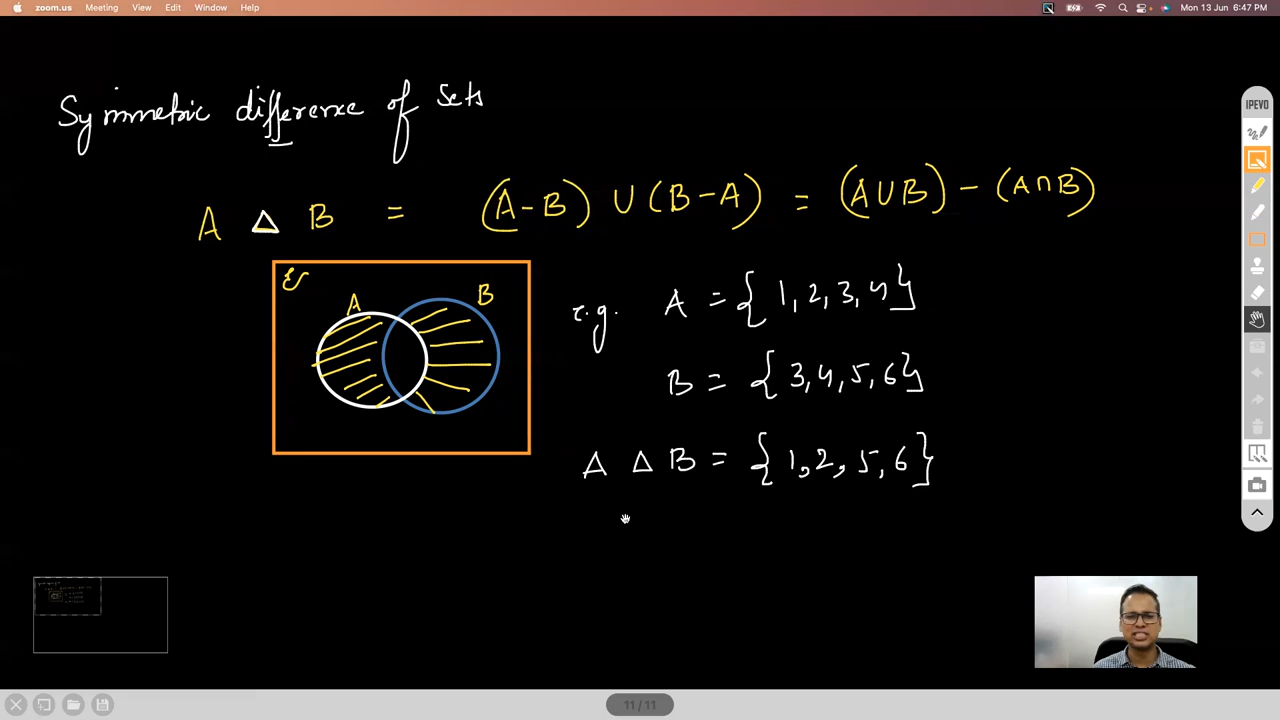 zoom.us Meeting View Edit Window Help Mon 13 Jun 6:47 PM
Symmetric difference of Sets
IPEVO
A Δ B = (A-B) ∪ (B-A) = (A∪B) - (A∩B)
A B
e.g. A = {1, 2, 3, 4}
B = {3, 4, 5, 6}
A Δ B = {1, 2, 5, 6}
11/11